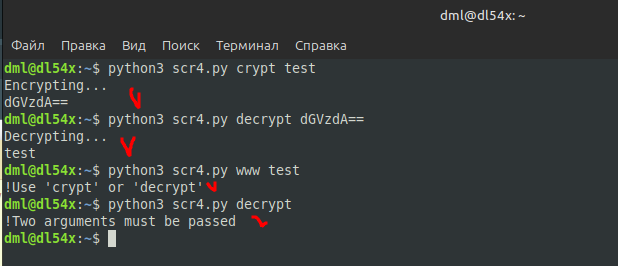 dml@dl54x: ~
Файл Правка Вид Поиск Терминал Справка
dml@dl54x:~$ python3 scr4.py crypt test
Encrypting...
dGVzdA==
dml@dl54x:~$ python3 scr4.py decrypt dGVzdA==
Decrypting...
test
dml@dl54x:~$ python3 scr4.py www test
!Use 'crypt' or 'decrypt'
dml@dl54x:~$ python3 scr4.py decrypt
!Two arguments must be passed
dml@dl54x:~$